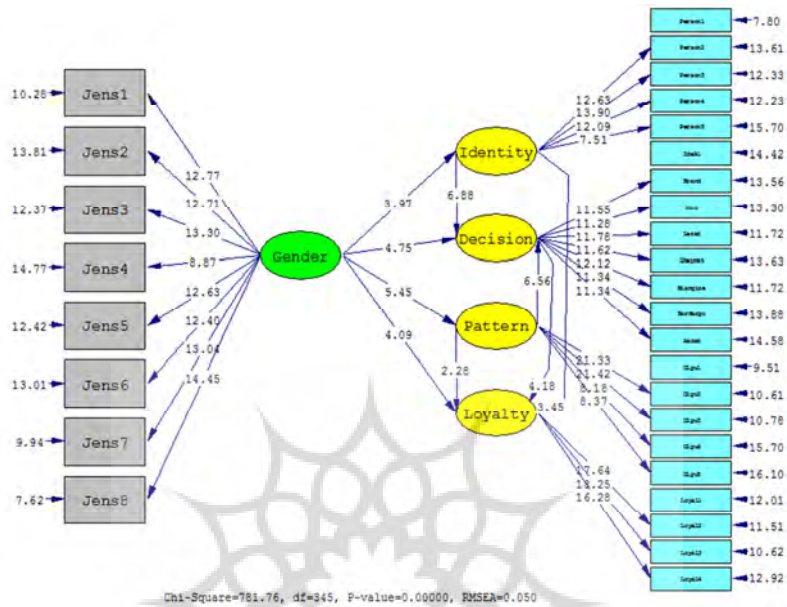 Person1
7.80
Person2
13.61
Person3
12.33
Person4
12.23
Person5
15.70
14.42
13.56
13.30
11.72
13.63
11.72
13.88
14.58
9.51
10.61
10.78
15.70
16.10
12.01
11.51
10.62
12.92
10.28
Jens1
13.81
Jens2
12.37
Jens3
14.77
Jens4
12.42
Jens5
13.01
Jens6
9.94
Jens7
7.62
Jens8
12.77
12.71
13.30
8.87
12.63
12.40
13.04
14.45
Gender
3.97
4.75
5.45
4.09
Identity
6.88
Decision
6.56
Pattern
2.28
Loyalty
4.18
3.45
12.63
13.90
12.09
7.51
11.55
11.28
11.78
11.62
12.12
11.34
11.34
21.33
21.42
8.18
8.37
17.64
16.28
Loyal2
Loyal3
Loyal4
Chi-Square=781.76, df=345, P-value=0.00000, RMSEA=0.050